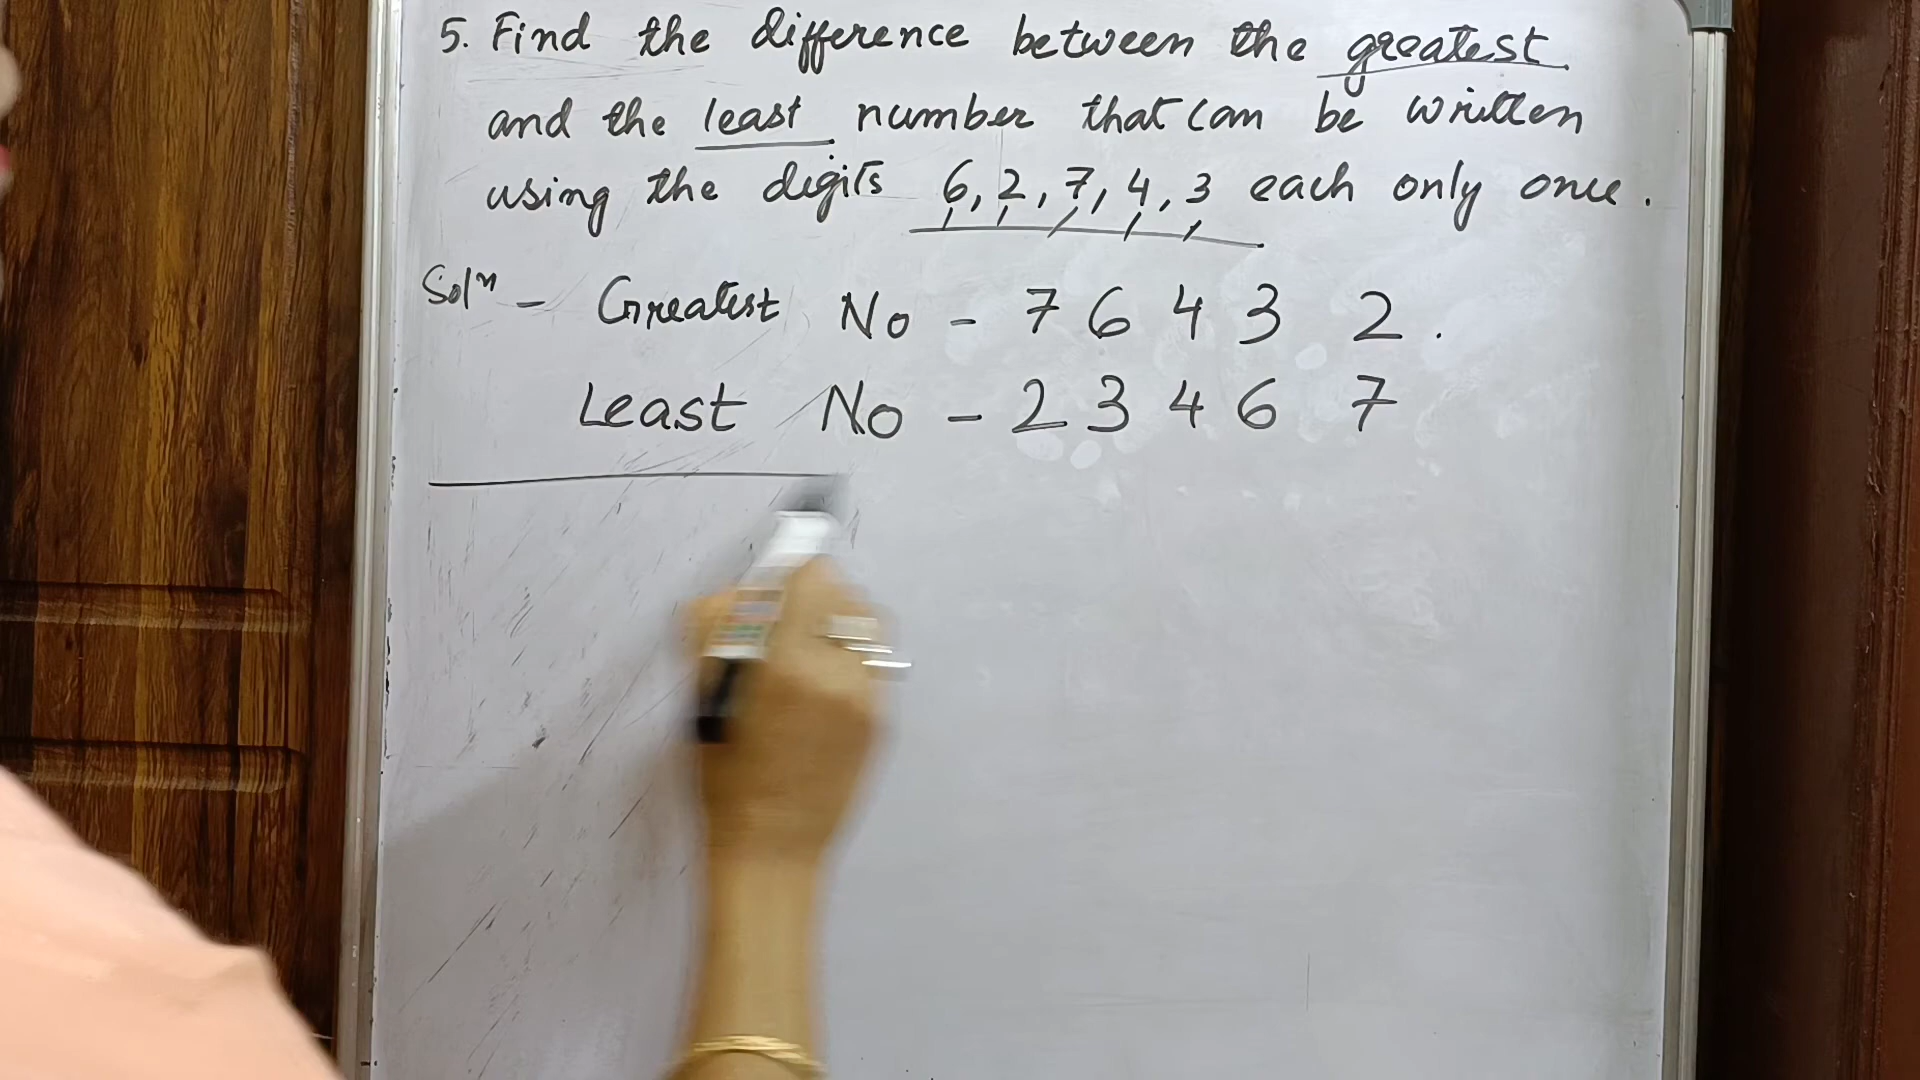 5. Find the difference between the greatest
and the least number that can be written
using the digits 6, 2, 7, 4, 3 each only once.
Solⁿ - Greatest No - 7 6 4 3 2.
Least No - 2 3 4 6 7